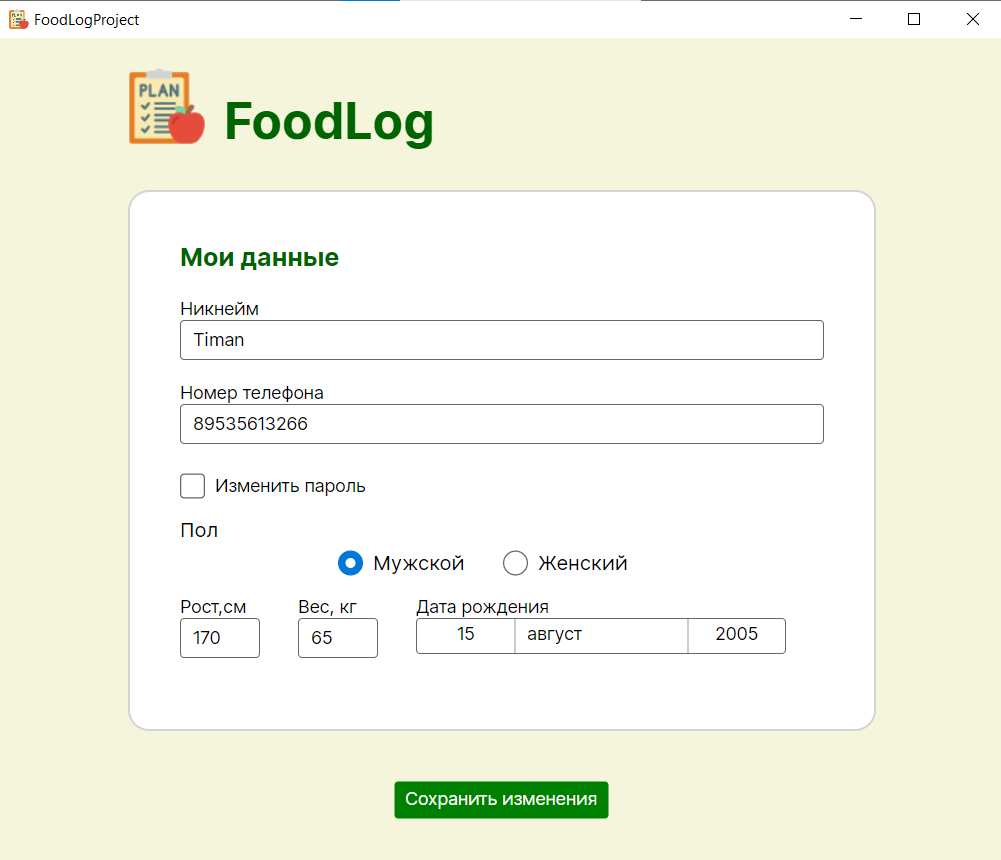 FoodLogProject
PLAN
FoodLog
Мои данные
Никнейм
Timan
Номер телефона
89535613266
Изменить пароль
Пол
Мужской Женский
Рост,см Вес, кг Дата рождения
170 65 15 август 2005
Сохранить изменения